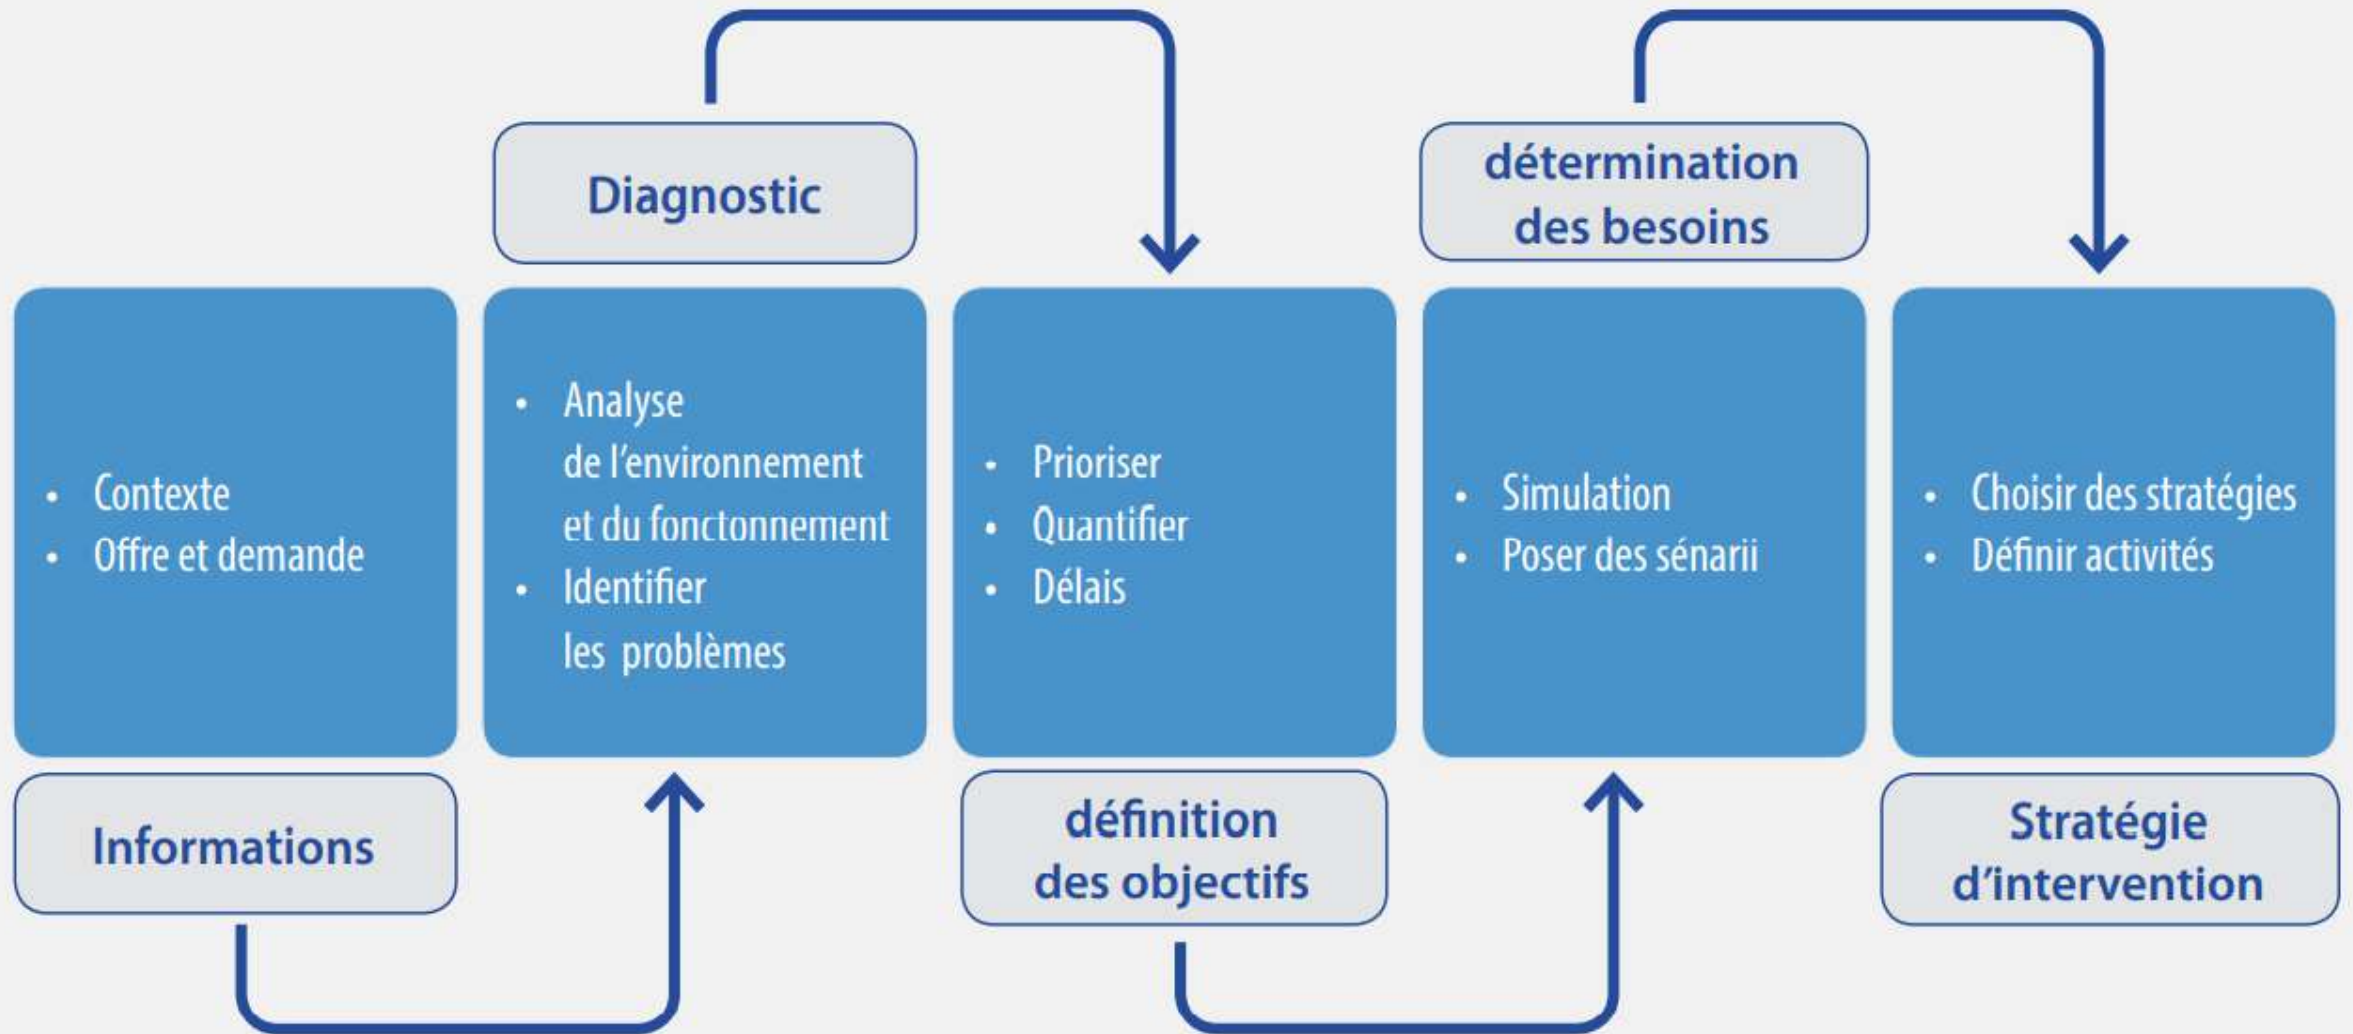 Informations
• Contexte
• Offre et demande
Diagnostic
• Analyse
de l'environnement
et du fonctonnement
• Identifier
les problèmes
définition
des objectifs
• Prioriser
• Quantifier
• Délais
détermination
des besoins
• Simulation
• Poser des sénarii
Stratégie
d'intervention
• Choisir des stratégies
• Définir activités